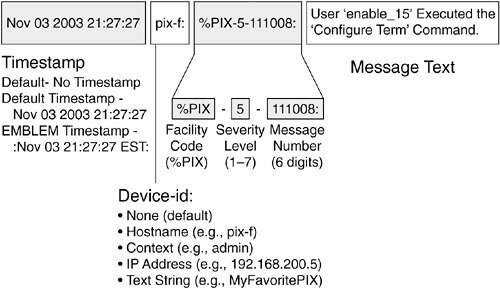 Nov 03 2003 21:27:27
pix-f:
%PIX-5-111008:
User ‘enable_15‘ Executed the
‘Configure Term’ Command.
Timestamp
Default- No Timestamp
Default Timestamp -
Nov 03 2003 21:27:27
EMBLEM Timestamp -
:Nov 03 21:27:27 EST:
Message Text
%PIX - 5 - 111008:
Facility Severity Message
Code Level Number
(%PIX) (1–7) (6 digits)
Device-id:
• None (default)
• Hostname (e.g., pix-f)
• Context (e.g., admin)
• IP Address (e.g., 192.168.200.5)
• Text String (e.g., MyFavoritePIX)